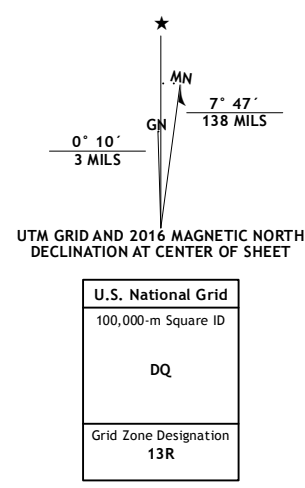 ★
MN
GN
7° 47´
138 MILS
0° 10´
3 MILS
UTM GRID AND 2016 MAGNETIC NORTH
DECLINATION AT CENTER OF SHEET
U.S. National Grid
100,000-m Square ID
DQ
Grid Zone Designation
13R